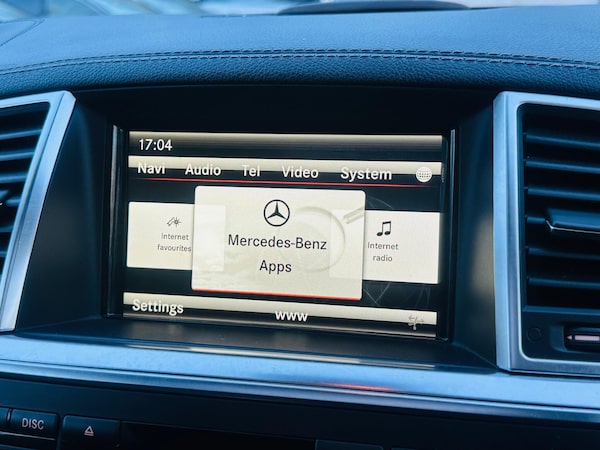 17:04
Navi Audio Tel Video System
Internet
favourites
Mercedes-Benz
Apps
Internet
radio
Settings
www
DISC